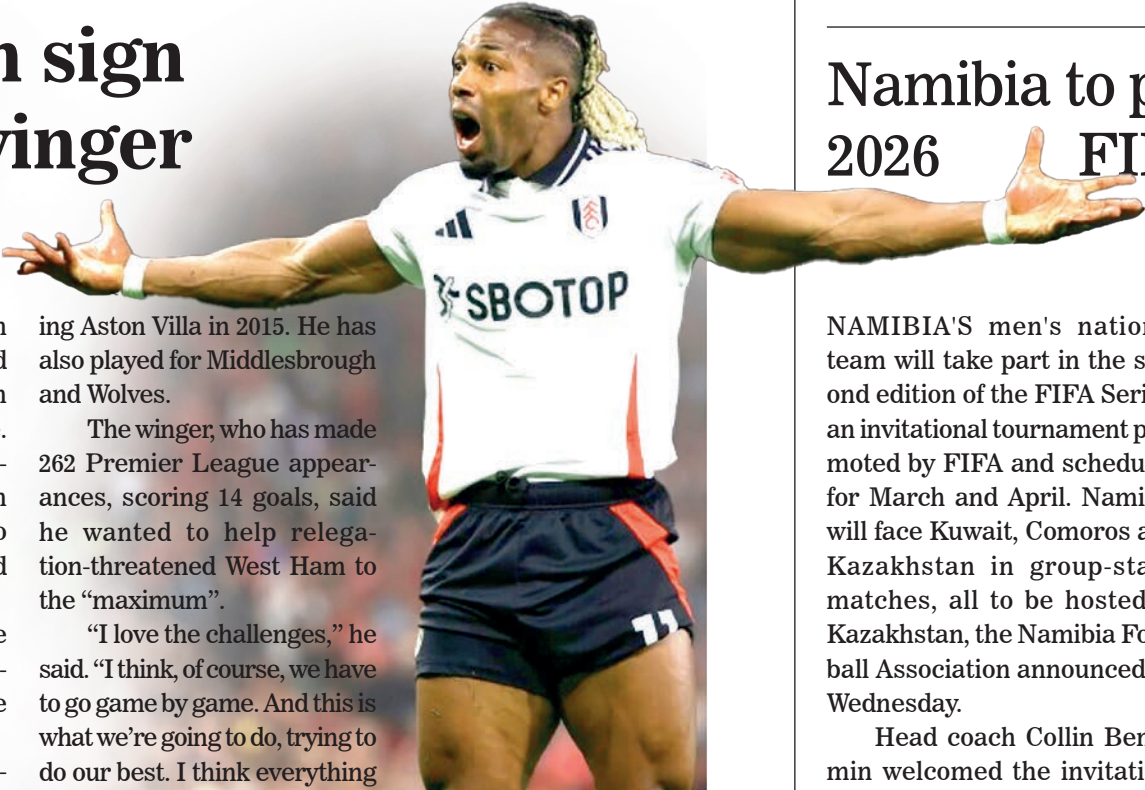 sign
winger
ing Aston Villa in 2015. He has
also played for Middlesbrough
and Wolves.
The winger, who has made
262 Premier League appear-
ances, scoring 14 goals, said
he wanted to help relega-
tion-threatened West Ham to
the “maximum”.
“I love the challenges,” he
said. “I think, of course, we have
to go game by game. And this is
what we’re going to do, trying to
do our best. I think everything
SBOTOP
11
Namibia to p
2026 FI
NAMIBIA'S men's nation
team will take part in the s
ond edition of the FIFA Seri
an invitational tournament p
moted by FIFA and schedu
for March and April. Nami
will face Kuwait, Comoros a
Kazakhstan in group-sta
matches, all to be hosted
Kazakhstan, the Namibia Fo
ball Association announced
Wednesday.
Head coach Collin Ben
min welcomed the invitati